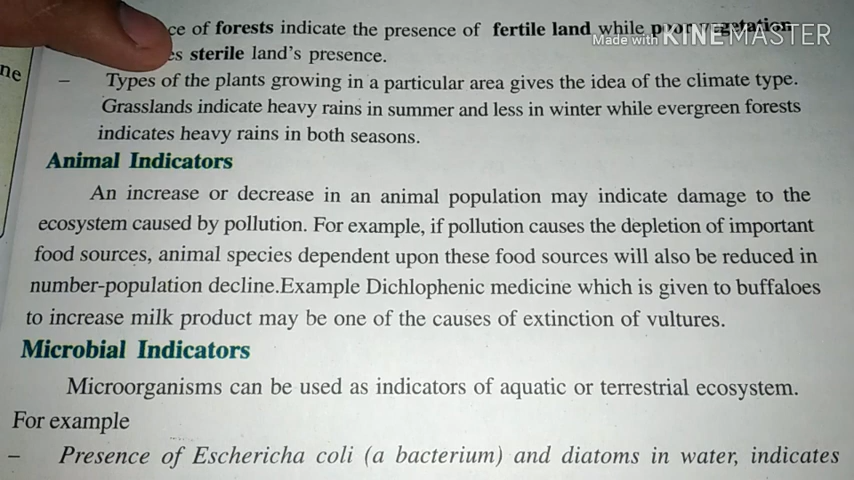 ce of forests indicate the presence of fertile land while poor vegetation
Made with KINEMASTER
es sterile land's presence.
ne
– Types of the plants growing in a particular area gives the idea of the climate type.
Grasslands indicate heavy rains in summer and less in winter while evergreen forests
indicates heavy rains in both seasons.
Animal Indicators
An increase or decrease in an animal population may indicate damage to the
ecosystem caused by pollution. For example, if pollution causes the depletion of important
food sources, animal species dependent upon these food sources will also be reduced in
number-population decline.Example Dichlophenic medicine which is given to buffaloes
to increase milk product may be one of the causes of extinction of vultures.
Microbial Indicators
Microorganisms can be used as indicators of aquatic or terrestrial ecosystem.
For example
– Presence of Eschericha coli (a bacterium) and diatoms in water, indicates